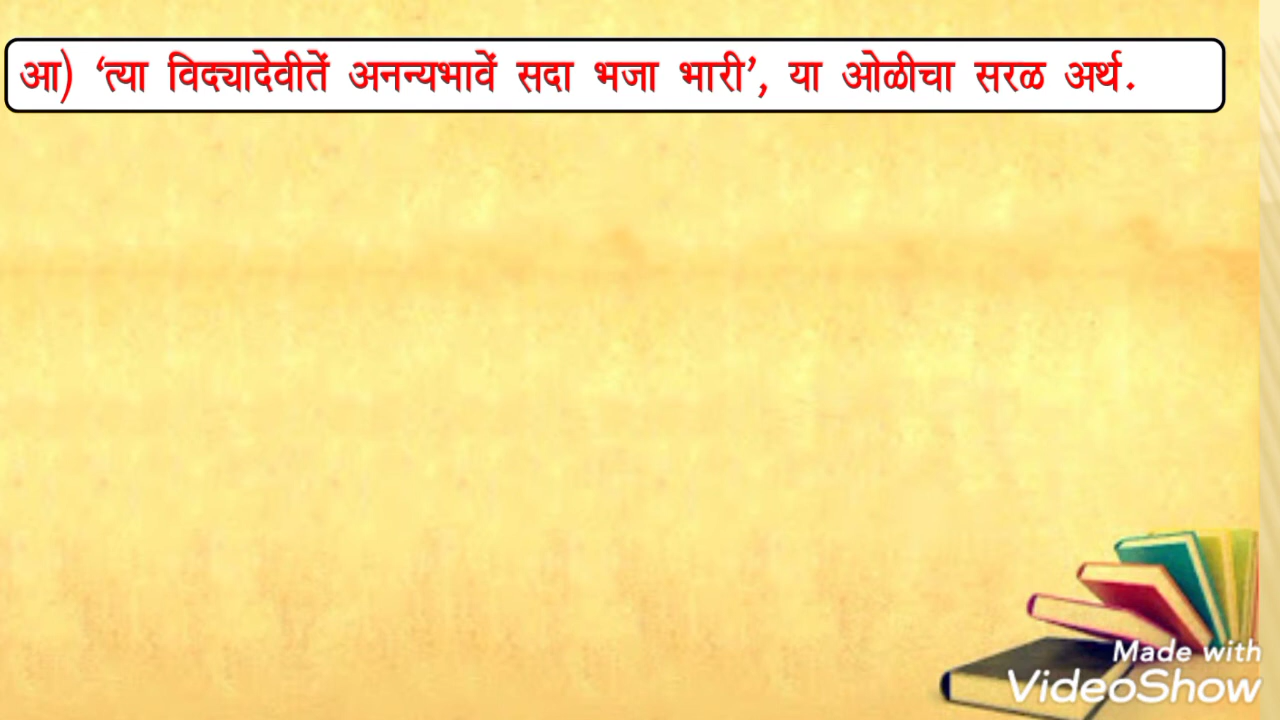 आ) ‘त्या विद्यादेवीतें अनन्यभावें सदा भजा भारी’, या ओळीचा सरळ अर्थ.
Made with
VideoShow